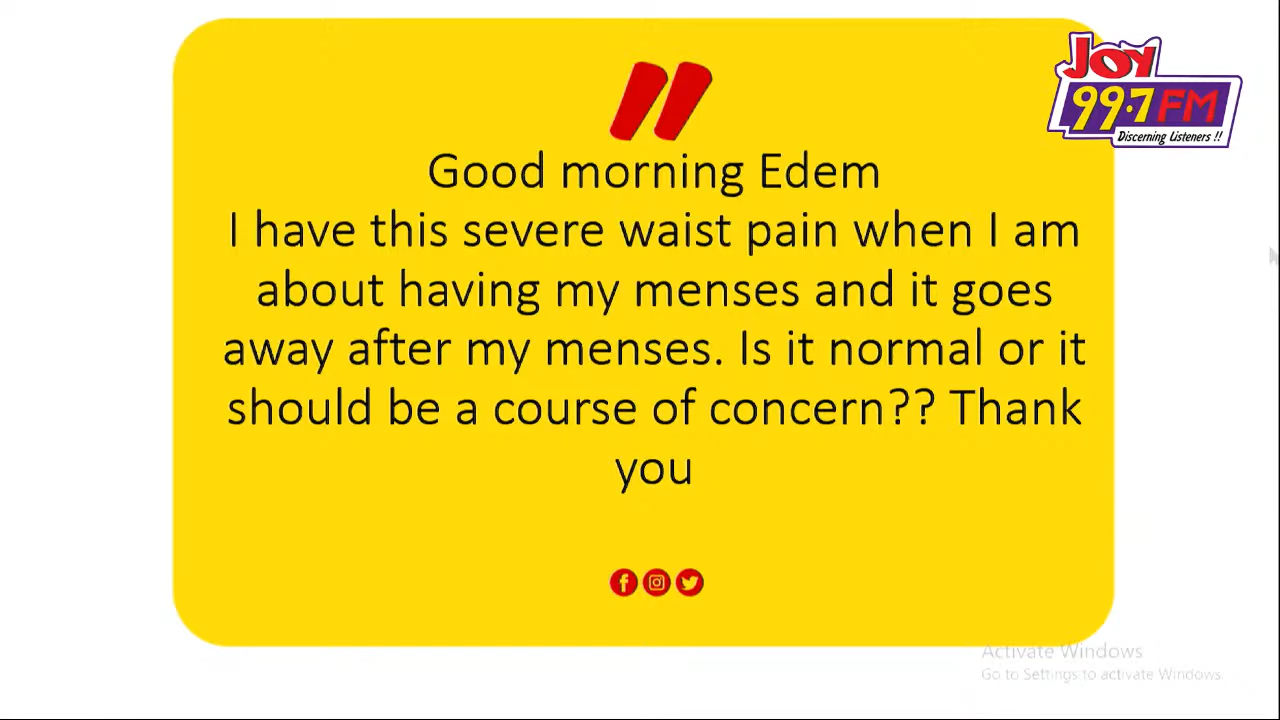 JOY
99.7 FM
Discerning Listeners !!
Good morning Edem
I have this severe waist pain when I am
about having my menses and it goes
away after my menses. Is it normal or it
should be a course of concern?? Thank
you
Activate Windows
Go to Settings to activate Windows.